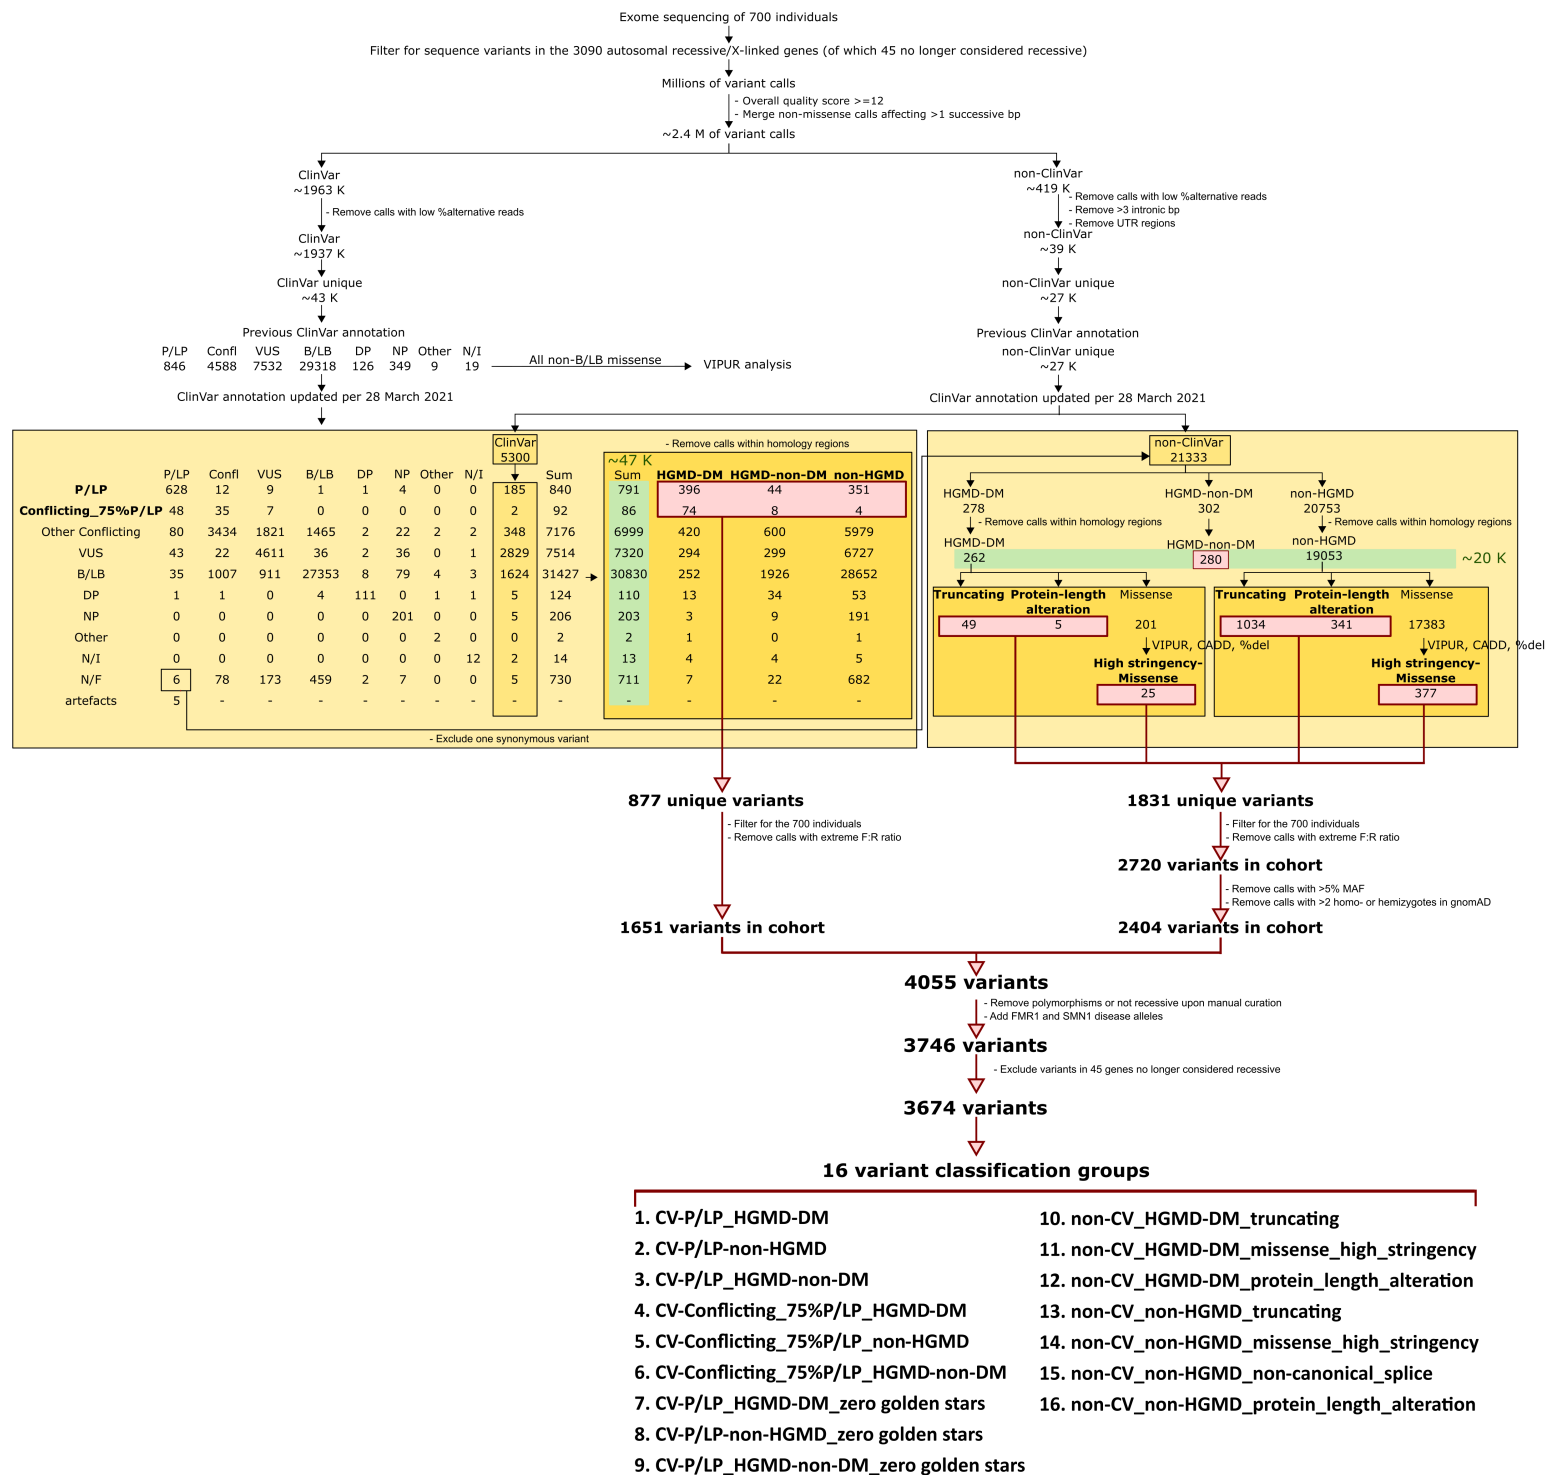 Exome sequencing of 700 individuals
Filter for sequence variants in the 3090 autosomal recessive/X-linked genes (of which 45 no longer considered recessive)
Millions of variant calls
- Overall quality score >=12
- Merge non-missense calls affecting >1 successive bp
~2.4 M of variant calls
ClinVar
~1963 K
- Remove calls with low %alternative reads
ClinVar
~1937 K
ClinVar unique
~43 K
Previous ClinVar annotation
P/LP Confl VUS B/LB DP NP Other N/I
846 4588 7532 29318 126 349 9 19
All non-B/LB missense
VIPUR analysis
ClinVar annotation updated per 28 March 2021
non-ClinVar
~419 K
- Remove calls with low %alternative reads
- Remove >3 intronic bp
- Remove UTR regions
non-ClinVar
~39 K
non-ClinVar unique
~27 K
Previous ClinVar annotation
non-ClinVar unique
~27 K
ClinVar annotation updated per 28 March 2021
ClinVar
5300
- Remove calls within homology regions
~47 K
P/LP Confl VUS B/LB DP NP Other N/I Sum Sum HGMD-DM HGMD-non-DM non-HGMD
P/LP 628 12 9 1 1 4 0 0 185 840 791 396 44 351
Conflicting_75%P/LP 48 35 7 0 0 0 0 0 2 92 86 74 8 4
Other Conflicting 80 3434 1821 1465 2 22 2 2 348 7176 6999 420 600 5979
VUS 43 22 4611 36 2 36 0 1 2829 7514 7320 294 299 6727
B/LB 35 1007 911 27353 8 79 4 3 1624 31427 30830 252 1926 28652
DP 1 1 0 4 111 0 1 1 5 124 110 13 34 53
NP 0 0 0 0 0 201 0 0 5 206 203 3 9 191
Other 0 0 0 0 0 0 2 0 0 2 2 1 0 1
N/I 0 0 0 0 0 0 0 12 2 14 13 4 4 5
N/F 6 78 173 459 2 7 0 0 5 730 711 7 22 682
artefacts 5 - - - - - - - - - - - - -
- Exclude one synonymous variant
non-ClinVar
21333
HGMD-DM
278
HGMD-non-DM
302
non-HGMD
20753
- Remove calls within homology regions
- Remove calls within homology regions
HGMD-DM
262
HGMD-non-DM
280
non-HGMD
19053
~20 K
Truncating Protein-length alteration Missense
49 5 201
VIPUR, CADD, %del
High stringency-
Missense
25
Truncating Protein-length alteration Missense
1034 341 17383
VIPUR, CADD, %del
High stringency-
Missense
377
877 unique variants
- Filter for the 700 individuals
- Remove calls with extreme F:R ratio
1651 variants in cohort
1831 unique variants
- Filter for the 700 individuals
- Remove calls with extreme F:R ratio
2720 variants in cohort
- Remove calls with >5% MAF
- Remove calls with >2 homo- or hemizygotes in gnomAD
2404 variants in cohort
4055 variants
- Remove polymorphisms or not recessive upon manual curation
- Add FMR1 and SMN1 disease alleles
3746 variants
- Exclude variants in 45 genes no longer considered recessive
3674 variants
16 variant classification groups
1. CV-P/LP_HGMD-DM
2. CV-P/LP-non-HGMD
3. CV-P/LP_HGMD-non-DM
4. CV-Conflicting_75%P/LP_HGMD-DM
5. CV-Conflicting_75%P/LP_non-HGMD
6. CV-Conflicting_75%P/LP_HGMD-non-DM
7. CV-P/LP_HGMD-DM_zero golden stars
8. CV-P/LP-non-HGMD_zero golden stars
9. CV-P/LP_HGMD-non-DM_zero golden stars
10. non-CV_HGMD-DM_truncating
11. non-CV_HGMD-DM_missense_high_stringency
12. non-CV_HGMD-DM_protein_length_alteration
13. non-CV_non-HGMD_truncating
14. non-CV_non-HGMD_missense_high_stringency
15. non-CV_non-HGMD_non-canonical_splice
16. non-CV_non-HGMD_protein_length_alteration